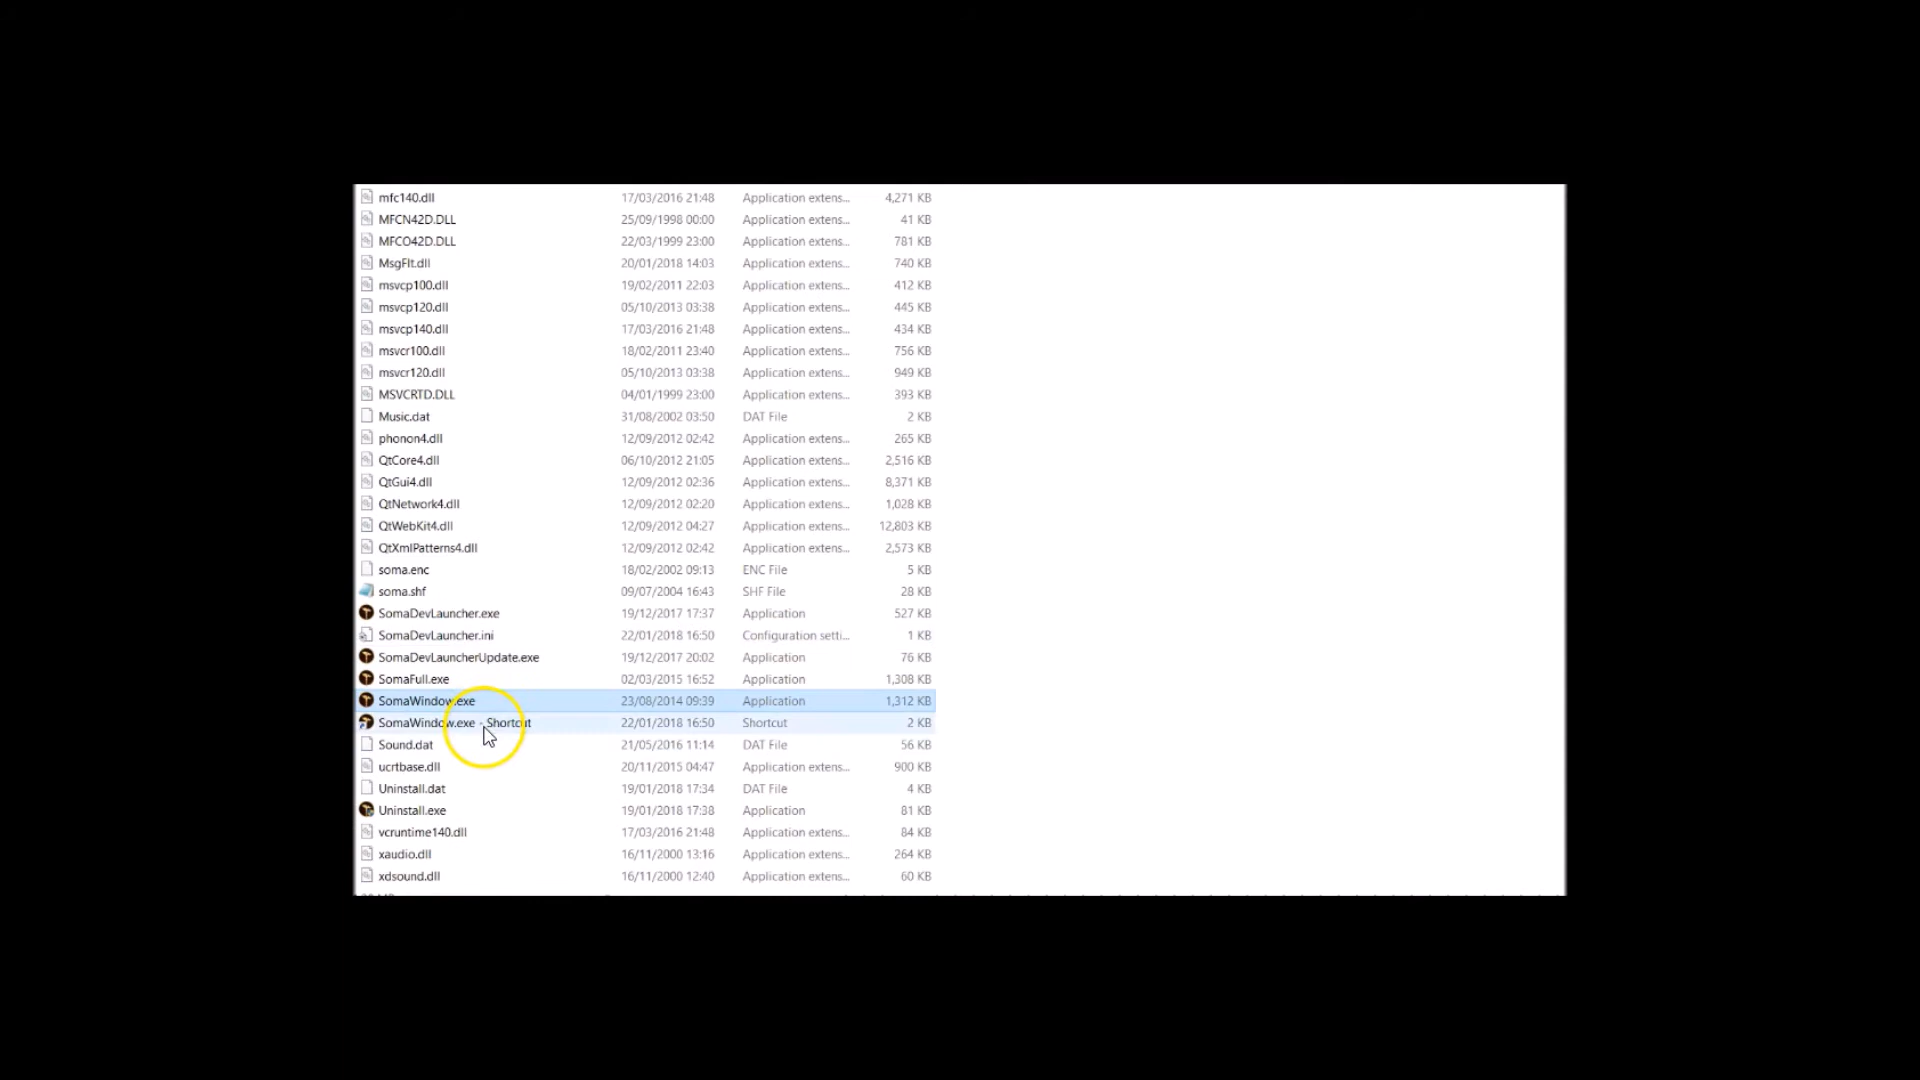 mfc140.dll 17/03/2016 21:48 Application extens... 4,271 KB
MFCN42D.DLL 25/09/1998 00:00 Application extens... 41 KB
MFCO42D.DLL 22/03/1999 23:00 Application extens... 781 KB
MsgFlt.dll 20/01/2018 14:03 Application extens... 740 KB
msvcp100.dll 19/02/2011 22:03 Application extens... 412 KB
msvcp120.dll 05/10/2013 03:38 Application extens... 445 KB
msvcp140.dll 17/03/2016 21:48 Application extens... 434 KB
msvcr100.dll 18/02/2011 23:40 Application extens... 756 KB
msvcr120.dll 05/10/2013 03:38 Application extens... 949 KB
MSVCRTD.DLL 04/01/1999 23:00 Application extens... 393 KB
Music.dat 31/08/2002 03:50 DAT File 2 KB
phonon4.dll 12/09/2012 02:42 Application extens... 265 KB
QtCore4.dll 06/10/2012 21:05 Application extens... 2,516 KB
QtGui4.dll 12/09/2012 02:36 Application extens... 8,371 KB
QtNetwork4.dll 12/09/2012 02:20 Application extens... 1,028 KB
QtWebKit4.dll 12/09/2012 04:27 Application extens... 12,803 KB
QtXmlPatterns4.dll 12/09/2012 02:42 Application extens... 2,573 KB
soma.enc 18/02/2002 09:13 ENC File 5 KB
soma.shf 09/07/2004 16:43 SHF File 28 KB
SomaDevLauncher.exe 19/12/2017 17:37 Application 527 KB
SomaDevLauncher.ini 22/01/2018 16:50 Configuration setti... 1 KB
SomaDevLauncherUpdate.exe 19/12/2017 20:02 Application 76 KB
SomaFull.exe 02/03/2015 16:52 Application 1,308 KB
SomaWindow.exe 23/08/2014 09:39 Application 1,312 KB
SomaWindow.exe - Shortcut 22/01/2018 16:50 Shortcut 2 KB
Sound.dat 21/05/2016 11:14 DAT File 56 KB
ucrtbase.dll 20/11/2015 04:47 Application extens... 900 KB
Uninstall.dat 19/01/2018 17:34 DAT File 4 KB
Uninstall.exe 19/01/2018 17:38 Application 81 KB
vcruntime140.dll 17/03/2016 21:48 Application extens... 84 KB
xaudio.dll 16/11/2000 13:16 Application extens... 264 KB
xdsound.dll 16/11/2000 12:40 Application extens... 60 KB